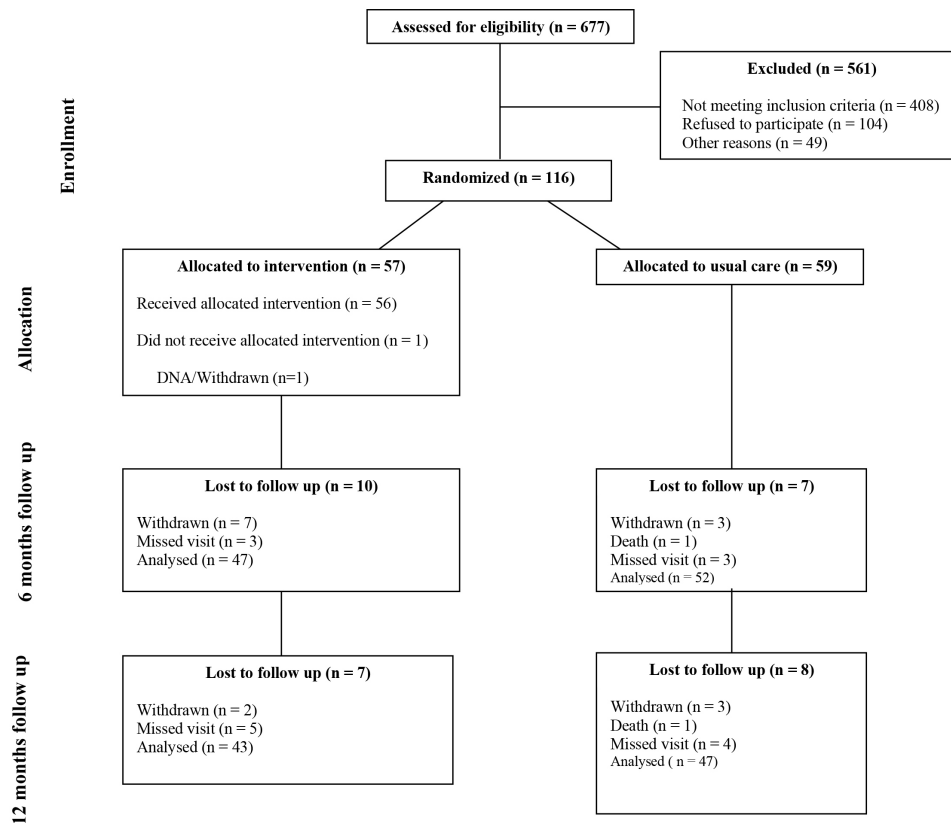 Assessed for eligibility (n = 677)
Excluded (n = 561)
Not meeting inclusion criteria (n = 408)
Refused to participate (n = 104)
Other reasons (n = 49)
Enrollment
Randomized (n = 116)
Allocation
Allocated to intervention (n = 57)
Received allocated intervention (n = 56)
Did not receive allocated intervention (n = 1)
DNA/Withdrawn (n=1)
Allocated to usual care (n = 59)
6 months follow up
Lost to follow up (n = 10)
Withdrawn (n = 7)
Missed visit (n = 3)
Analysed (n = 47)
Lost to follow up (n = 7)
Withdrawn (n = 3)
Death (n = 1)
Missed visit (n = 3)
Analysed (n = 52)
12 months follow up
Lost to follow up (n = 7)
Withdrawn (n = 2)
Missed visit (n = 5)
Analysed (n = 43)
Lost to follow up (n = 8)
Withdrawn (n = 3)
Death (n = 1)
Missed visit (n = 4)
Analysed ( n = 47)